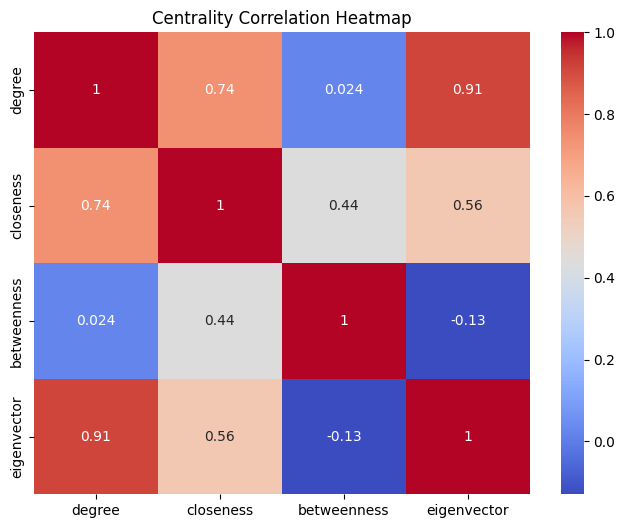 Centrality Correlation Heatmap
degree
1
0.74
0.024
0.91
closeness
0.74
1
0.44
0.56
betweenness
0.024
0.44
1
-0.13
eigenvector
0.91
0.56
-0.13
1
degree
closeness
betweenness
eigenvector
1.0
0.8
0.6
0.4
0.2
0.0